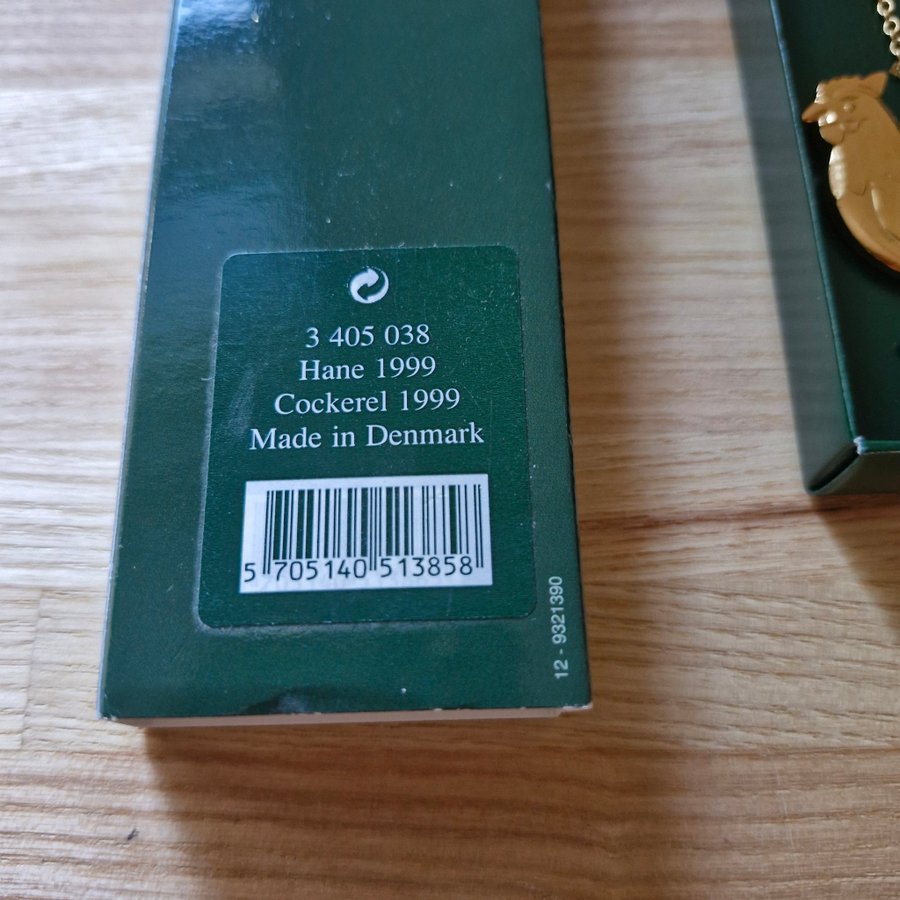 3 405 038
Hane 1999
Cockerel 1999
Made in Denmark
5 705140 513858
12 - 9321390